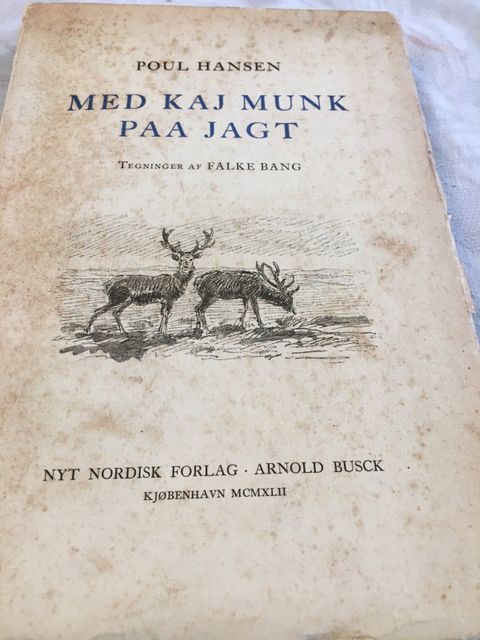 POUL HANSEN
MED KAJ MUNK
PAA JAGT
TEGNINGER AF FALKE BANG
NYT NORDISK FORLAG · ARNOLD BUSCK
KJØBENHAVN MCMXLII